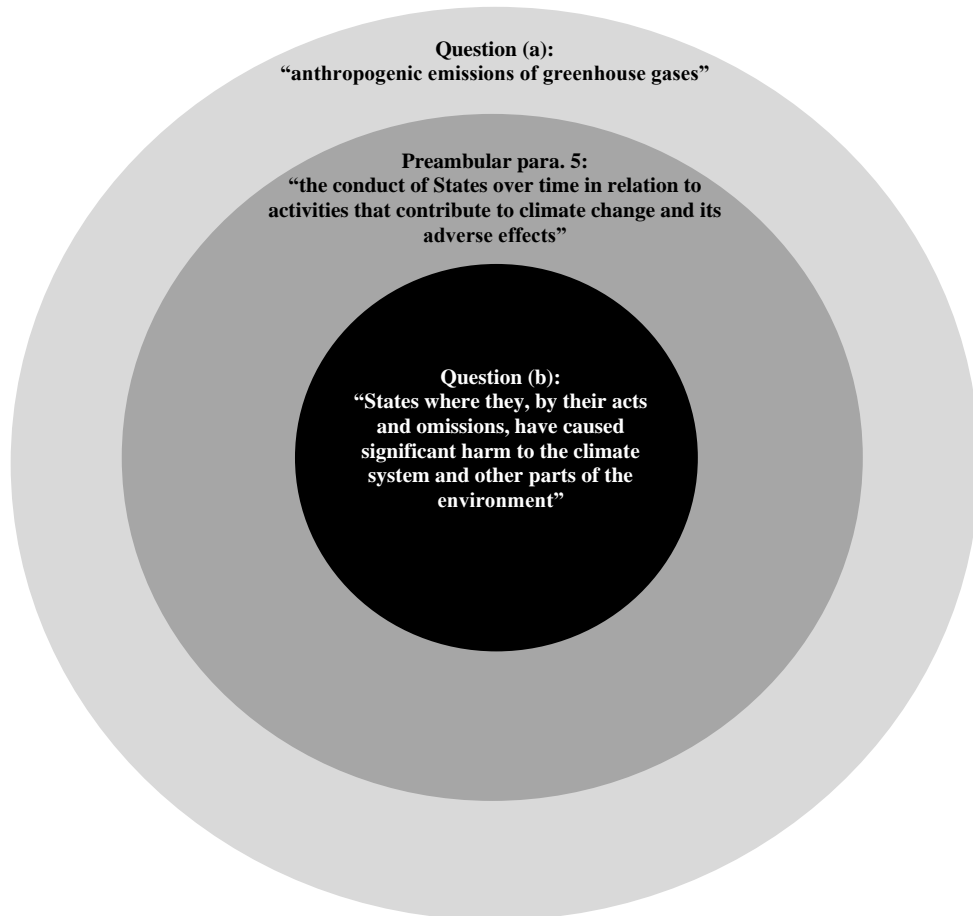 Question (a):
“anthropogenic emissions of greenhouse gases”
Preambular para. 5:
“the conduct of States over time in relation to
activities that contribute to climate change and its
adverse effects”
Question (b):
“States where they, by their acts
and omissions, have caused
significant harm to the climate
system and other parts of the
environment”